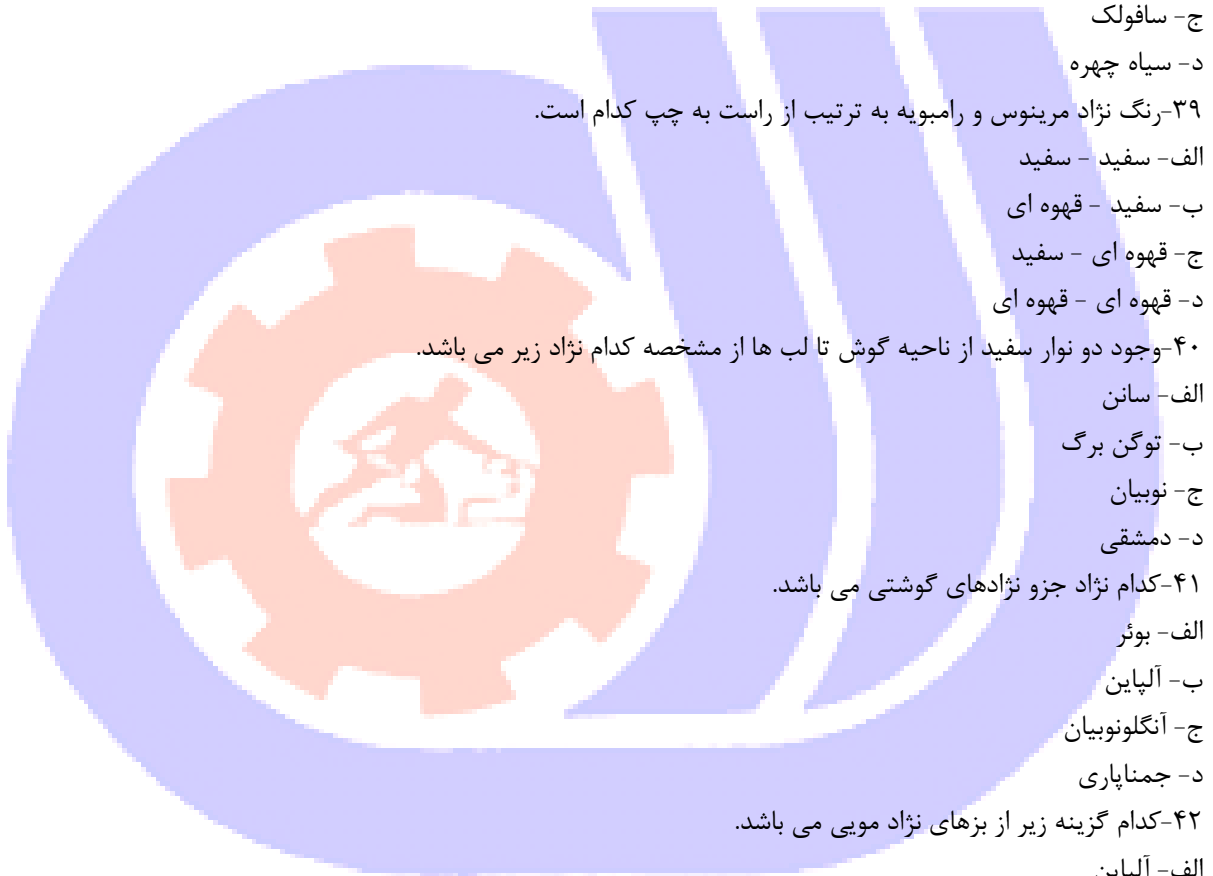 ج- سافولک
د- سیاه چهره
۳۹-رنگ نژاد مرینوس و رامبویه به ترتیب از راست به چپ کدام است.
الف- سفید - سفید
ب- سفید - قهوه ای
ج- قهوه ای - سفید
د- قهوه ای - قهوه ای
۴۰-وجود دو نوار سفید از ناحیه گوش تا لب ها از مشخصه کدام نژاد زیر می باشد.
الف- سانن
ب- توگن برگ
ج- نوبیان
د- دمشقی
۴۱-کدام نژاد جزو نژادهای گوشتی می باشد.
الف- بوئر
ب- آلپاین
ج- آنگلونوبیان
د- جمناپاری
۴۲-کدام گزینه زیر از بزهای نژاد مویی می باشد.
الف- آلپاین